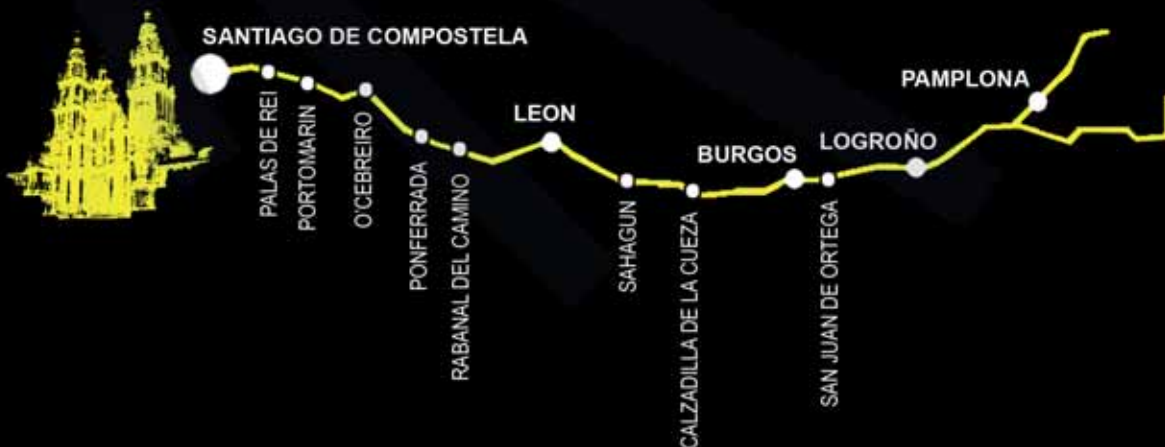 SANTIAGO DE COMPOSTELA
PALAS DE REI
PORTOMARIN
O'CEBREIRO
PONFERRADA
RABANAL DEL CAMINO
LEON
SAHAGUN
CALZADILLA DE LA CUEZA
BURGOS
SAN JUAN DE ORTEGA
LOGROÑO
PAMPLONA